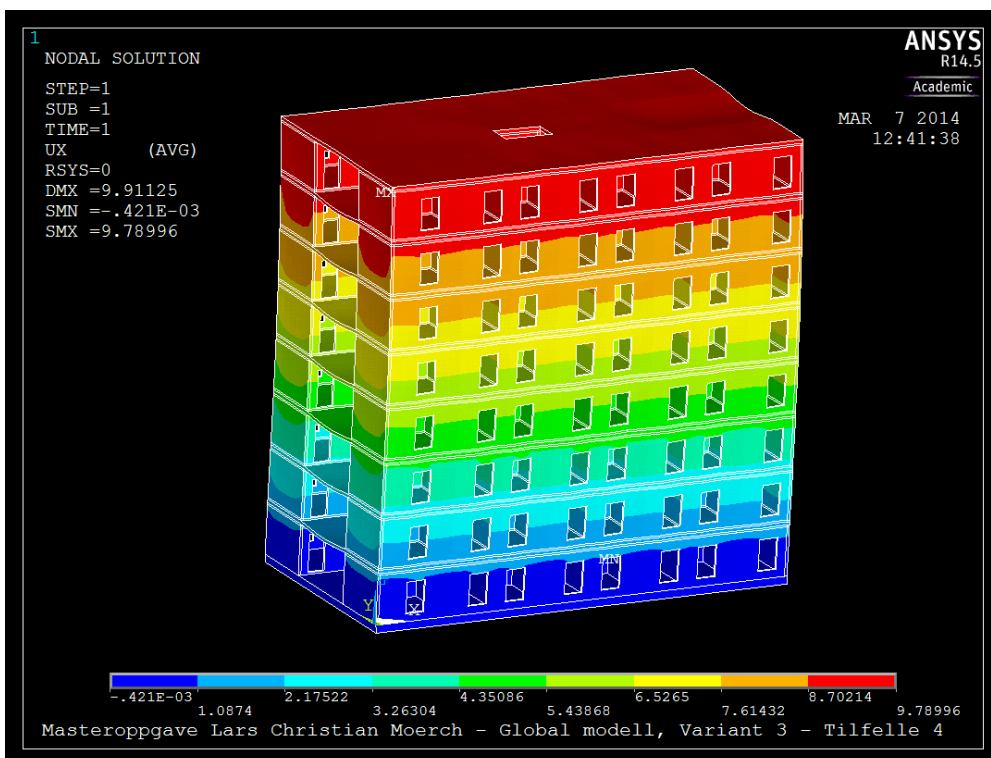 1
NODAL SOLUTION
STEP=1
SUB =1
TIME=1
UX (AVG)
RSYS=0
DMX =9.91125
SMN =-.421E-03
SMX =9.78996
ANSYS
R14.5
Academic
MAR 7 2014
12:41:38
MX
MN
Y
X
-.421E-03 2.17522 4.35086 6.5265 8.70214
1.0874 3.26304 5.43868 7.61432 9.78996
Masteroppgave Lars Christian Moerch - Global modell, Variant 3 - Tilfelle 4